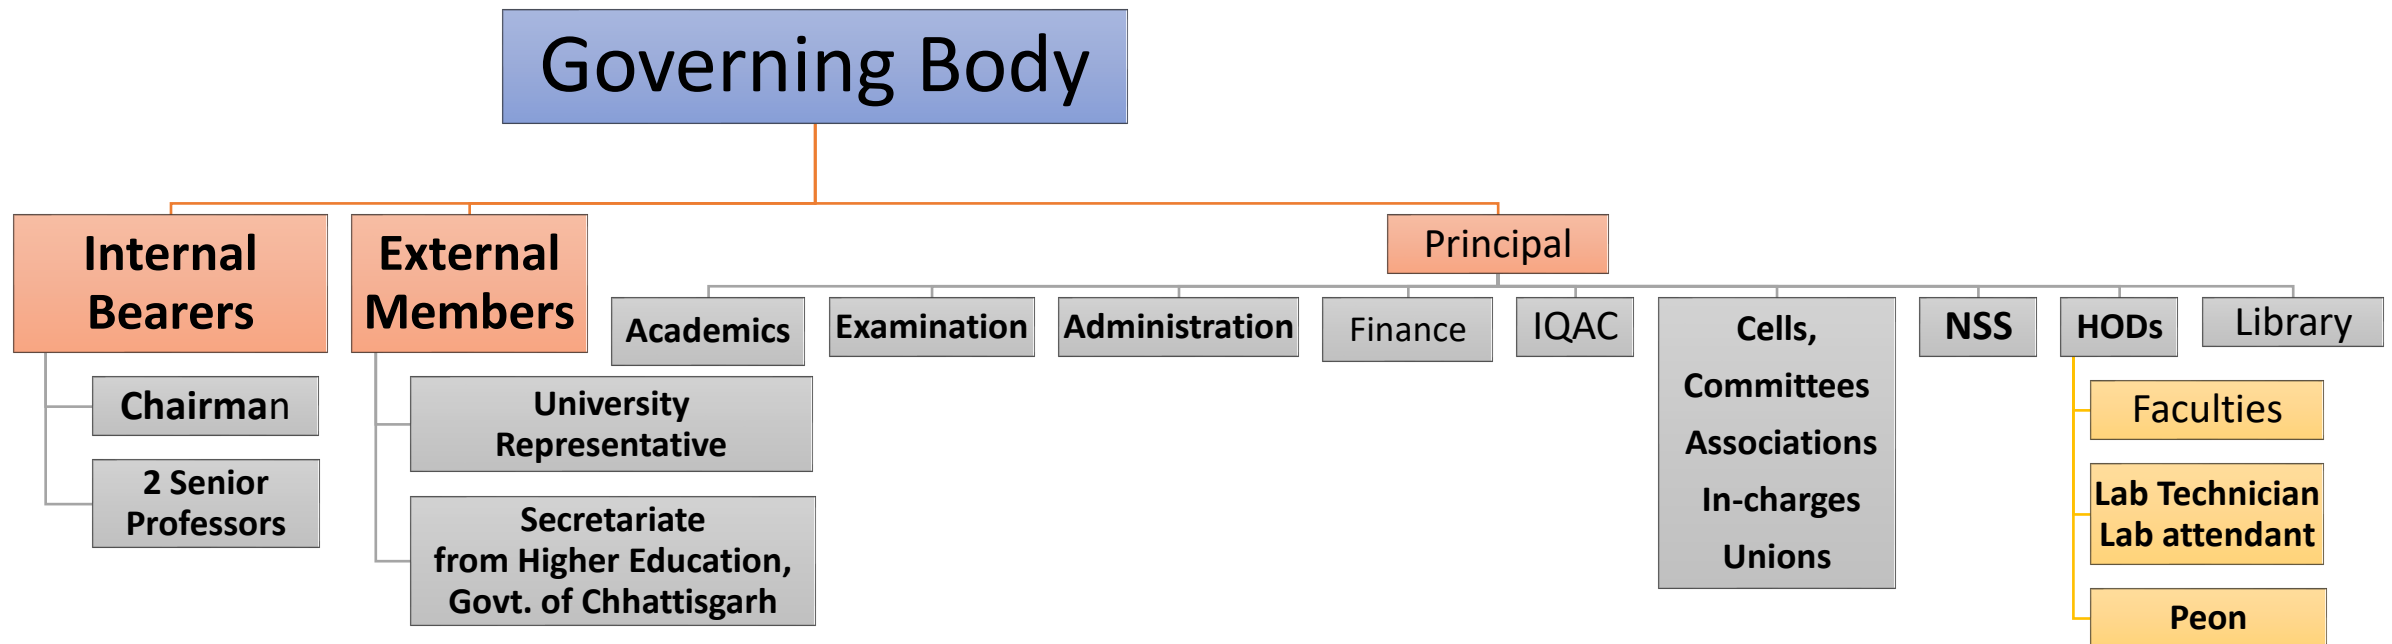 Governing Body
Internal
Bearers
External
Members
Principal
Chairman
2 Senior
Professors
University
Representative
Secretariate
from Higher Education,
Govt. of Chhattisgarh
Academics
Examination
Administration
Finance
IQAC
Cells,
Committees
Associations
In-charges
Unions
NSS
HODs
Library
Faculties
Lab Technician
Lab attendant
Peon